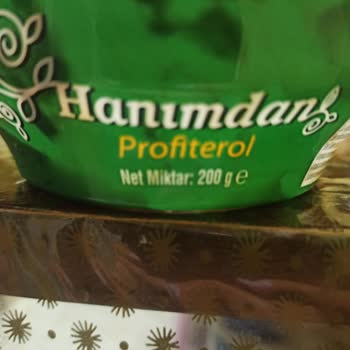 Hanımdan
Profiterol
Net Miktar: 200 g e